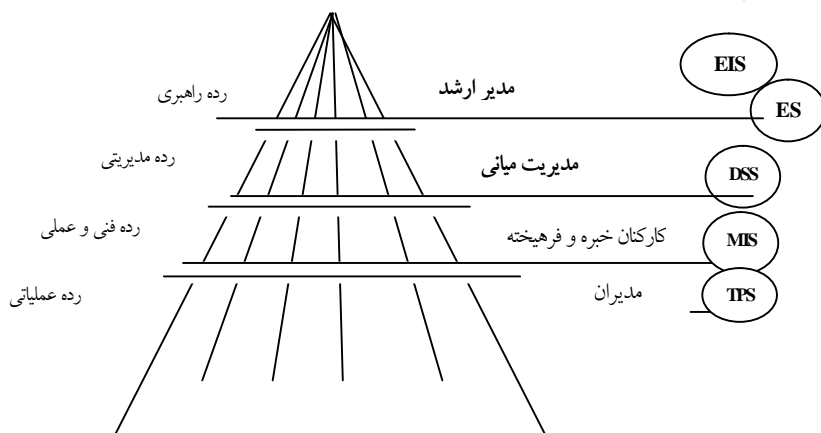 EIS
مدیر ارشد
رده راهبری
ES
رده مدیریتی
مدیریت میانی
DSS
رده فنی و عملی
کارکنان خبره و فرهیخته
MIS
رده عملیاتی
مدیران
TPS